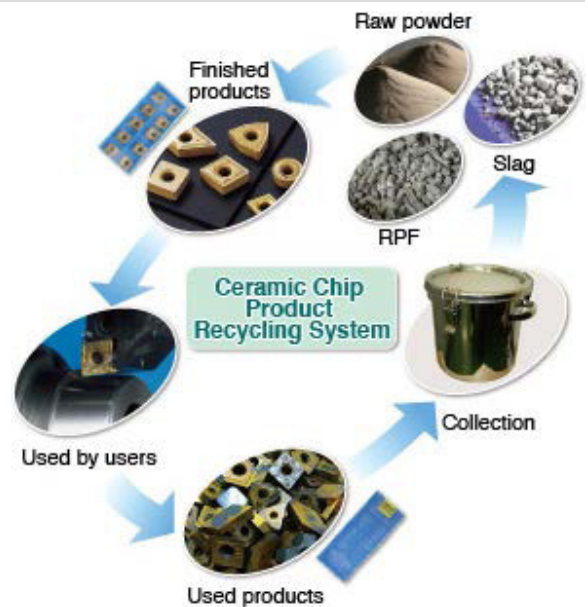 Raw powder
Finished
products
Slag
RPF
Ceramic Chip
Product
Recycling System
Collection
Used by users
Used products